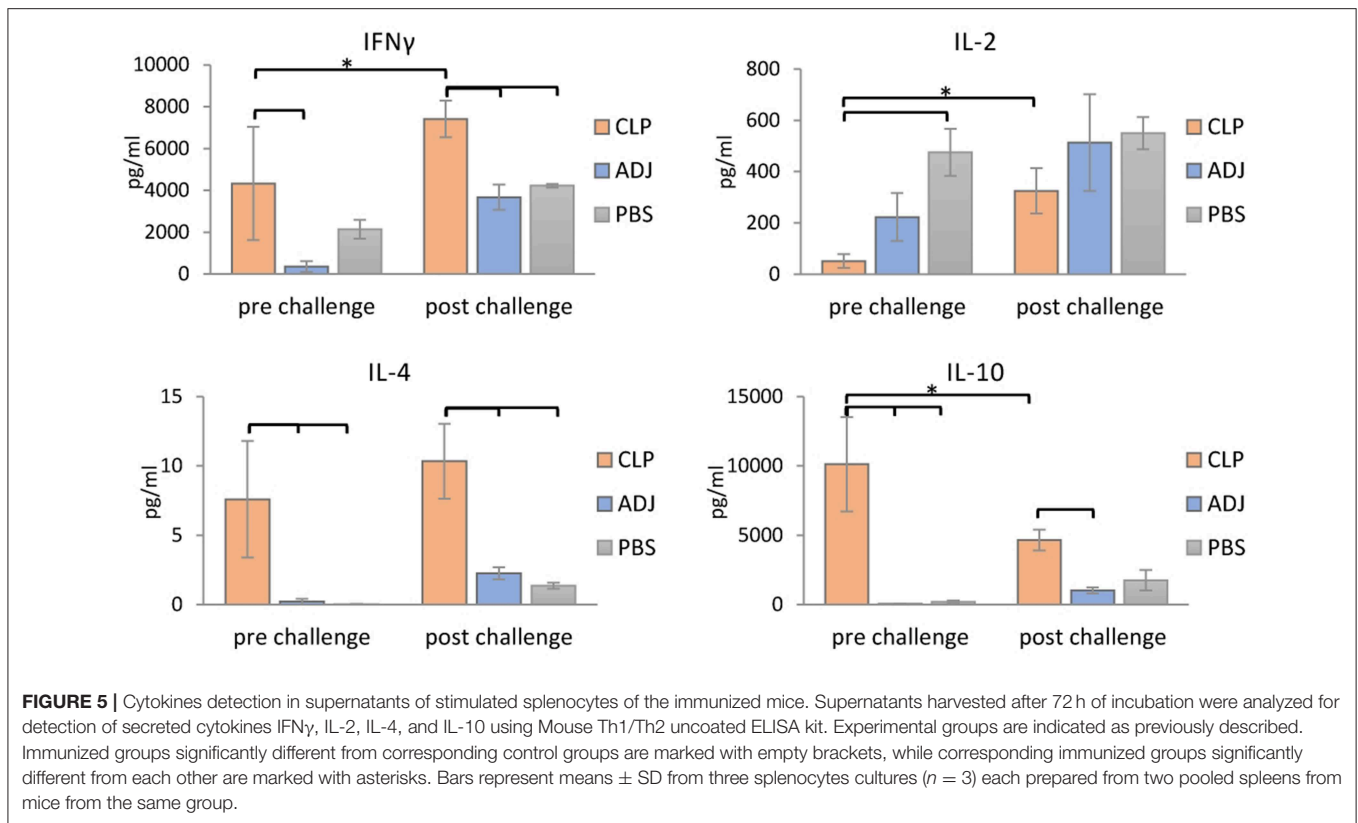 IFNγ
10000
8000
6000
4000
2000
0
pg/ml
*
pre challenge
post challenge
CLP
ADJ
PBS
IL-2
800
600
400
200
0
pg/ml
*
pre challenge
post challenge
CLP
ADJ
PBS
IL-4
15
10
5
0
pg/ml
pre challenge
post challenge
CLP
ADJ
PBS
IL-10
15000
10000
5000
0
pg/ml
*
pre challenge
post challenge
CLP
ADJ
PBS
FIGURE 5 | Cytokines detection in supernatants of stimulated splenocytes of the immunized mice. Supernatants harvested after 72 h of incubation were analyzed for
detection of secreted cytokines IFNγ, IL-2, IL-4, and IL-10 using Mouse Th1/Th2 uncoated ELISA kit. Experimental groups are indicated as previously described.
Immunized groups significantly different from corresponding control groups are marked with empty brackets, while corresponding immunized groups significantly
different from each other are marked with asterisks. Bars represent means ± SD from three splenocytes cultures (n = 3) each prepared from two pooled spleens from
mice from the same group.